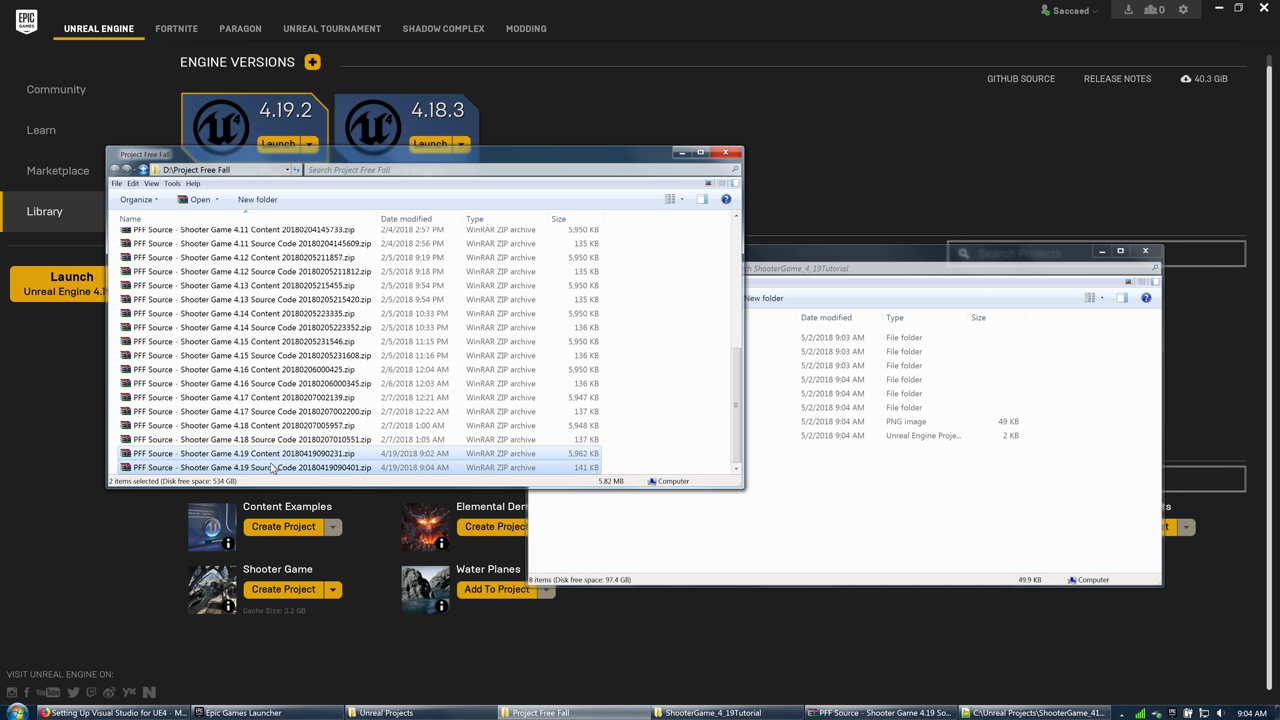 EPIC GAMES
UNREAL ENGINE
FORTNITE
PARAGON
UNREAL TOURNAMENT
SHADOW COMPLEX
MODDING
Saccaed
0
ENGINE VERSIONS
GITHUB SOURCE
RELEASE NOTES
40.3 GiB
Community
Learn
Marketplace
Library
Launch
Unreal Engine 4.1
4.19.2
Launch
4.18.3
Launch
Project Free Fall
D:\Project Free Fall
Search Project Free Fall
File Edit View Tools Help
Organize Open New folder
Name Date modified Type Size
PFF Source - Shooter Game 4.11 Content 20180204145733.zip 2/4/2018 2:57 PM WinRAR ZIP archive 5,950 KB
PFF Source - Shooter Game 4.11 Source Code 20180204145609.zip 2/4/2018 2:56 PM WinRAR ZIP archive 135 KB
PFF Source - Shooter Game 4.12 Content 20180205211857.zip 2/5/2018 9:19 PM WinRAR ZIP archive 5,950 KB
PFF Source - Shooter Game 4.12 Source Code 20180205211812.zip 2/5/2018 9:18 PM WinRAR ZIP archive 135 KB
PFF Source - Shooter Game 4.13 Content 20180205215455.zip 2/5/2018 9:54 PM WinRAR ZIP archive 5,950 KB
PFF Source - Shooter Game 4.13 Source Code 20180205215420.zip 2/5/2018 9:54 PM WinRAR ZIP archive 135 KB
PFF Source - Shooter Game 4.14 Content 20180205223335.zip 2/5/2018 10:33 PM WinRAR ZIP archive 5,950 KB
PFF Source - Shooter Game 4.14 Source Code 20180205223352.zip 2/5/2018 10:33 PM WinRAR ZIP archive 136 KB
PFF Source - Shooter Game 4.15 Content 20180205231546.zip 2/5/2018 11:15 PM WinRAR ZIP archive 5,950 KB
PFF Source - Shooter Game 4.15 Source Code 20180205231608.zip 2/5/2018 11:16 PM WinRAR ZIP archive 136 KB
PFF Source - Shooter Game 4.16 Content 20180206000425.zip 2/6/2018 12:04 AM WinRAR ZIP archive 5,950 KB
PFF Source - Shooter Game 4.16 Source Code 20180206000345.zip 2/6/2018 12:03 AM WinRAR ZIP archive 136 KB
PFF Source - Shooter Game 4.17 Content 20180207002139.zip 2/7/2018 12:21 AM WinRAR ZIP archive 5,947 KB
PFF Source - Shooter Game 4.17 Source Code 20180207002200.zip 2/7/2018 12:22 AM WinRAR ZIP archive 137 KB
PFF Source - Shooter Game 4.18 Content 20180207005957.zip 2/7/2018 1:00 AM WinRAR ZIP archive 5,948 KB
PFF Source - Shooter Game 4.18 Source Code 20180207010551.zip 2/7/2018 1:05 AM WinRAR ZIP archive 137 KB
PFF Source - Shooter Game 4.19 Content 20180419090231.zip 4/19/2018 9:02 AM WinRAR ZIP archive 5,962 KB
PFF Source - Shooter Game 4.19 Source Code 20180419090401.zip 4/19/2018 9:04 AM WinRAR ZIP archive 141 KB
2 items selected (Disk free space: 534 GB) 5.82 MB Computer
Search Projects
ch ShooterGame_4_19Tutorial
New folder
Date modified Type Size
5/2/2018 9:03 AM File folder
5/2/2018 9:03 AM File folder
5/2/2018 9:03 AM File folder
5/2/2018 9:04 AM File folder
5/2/2018 9:04 AM File folder
5/2/2018 9:04 AM File folder
5/2/2018 9:04 AM PNG image 49 KB
5/2/2018 9:04 AM Unreal Engine Proje... 2 KB
8 items (Disk free space: 97.4 GB) 49.9 KB Computer
Content Examples
Create Project
Elemental Den
Create Project
Shooter Game
Create Project
Cache Size: 3.2 GB
Water Planes
Add To Project
VISIT UNREAL ENGINE ON:
Setting Up Visual Studio for UE4 - M...
Epic Games Launcher
Unreal Projects
Project Free Fall
ShooterGame_4_19Tutorial
PFF Source - Shooter Game 4.19 So...
C:\Unreal Projects\ShooterGame_41...
9:04 AM